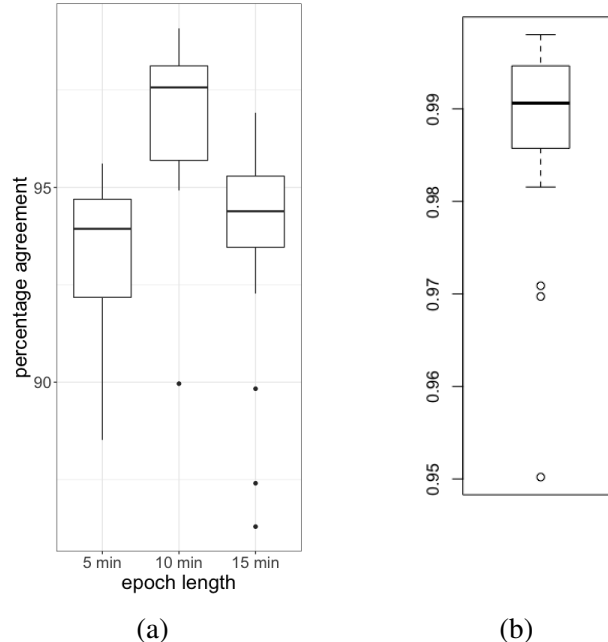 percentage agreement
95
90
5 min 10 min 15 min
epoch length
(a)
0.99
0.98
0.97
0.96
0.95
(b)